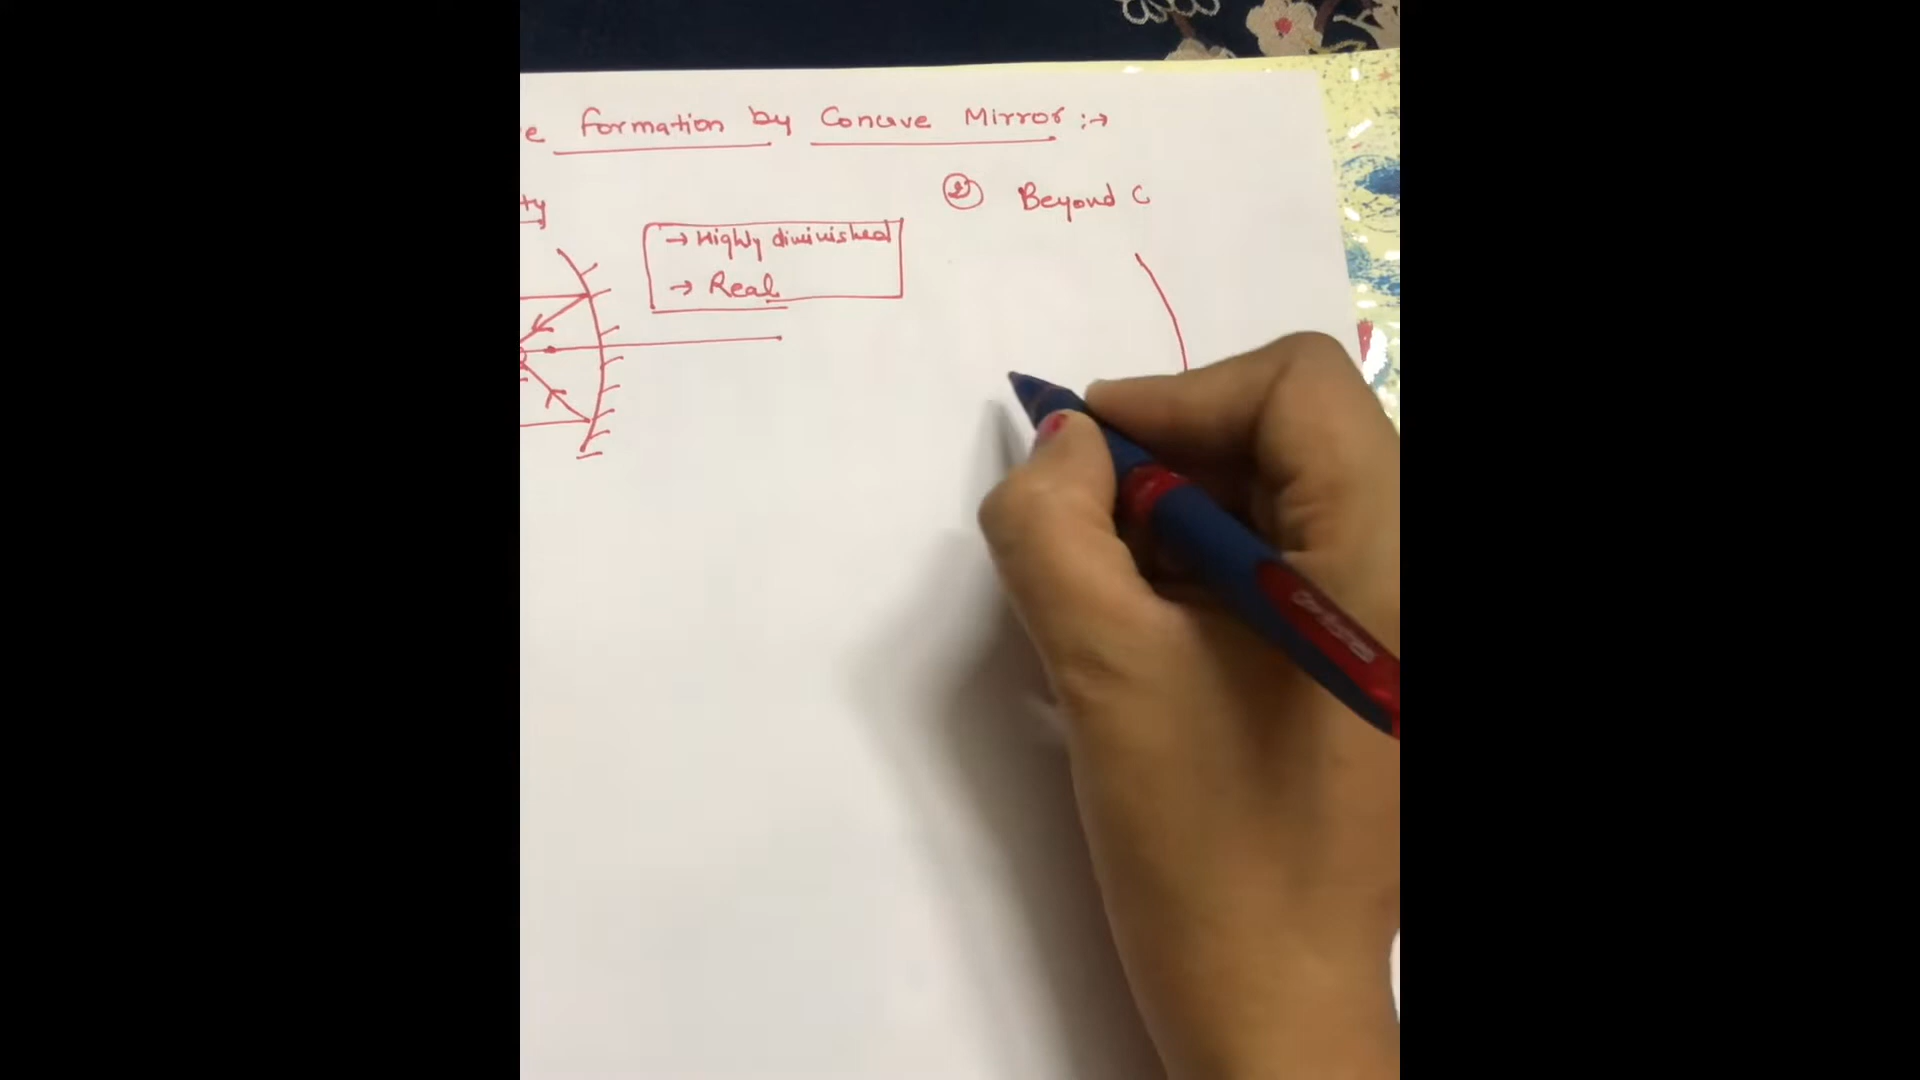 e formation by Concave Mirror :→
ty
→ Highly diminished
→ Real
② Beyond C